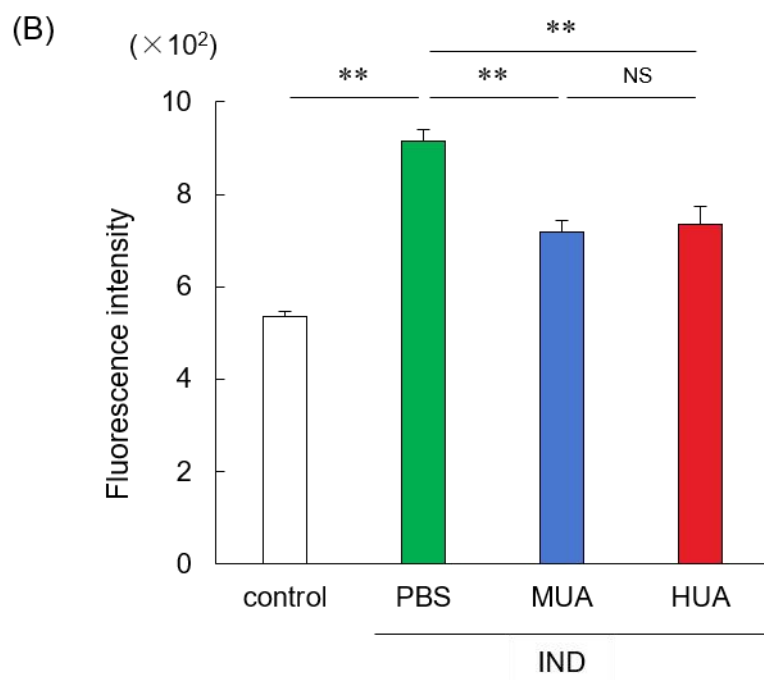 (B)
(×10²)
**
** ** NS
10
8
6
4
2
0
Fluorescence intensity
control PBS MUA HUA
IND